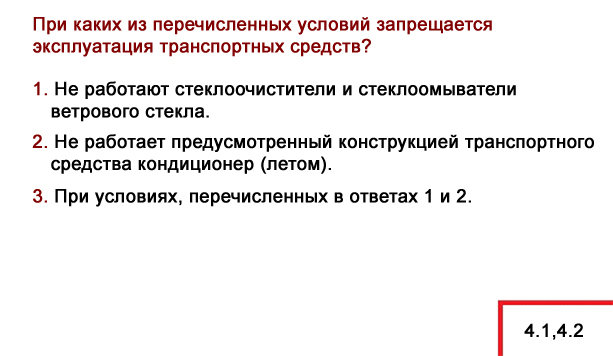 При каких из перечисленных условий запрещается
эксплуатация транспортных средств?
1. Не работают стеклоочистители и стеклоомыватели
ветрового стекла.
2. Не работает предусмотренный конструкцией транспортного
средства кондиционер (летом).
3. При условиях, перечисленных в ответах 1 и 2.
4.1,4.2